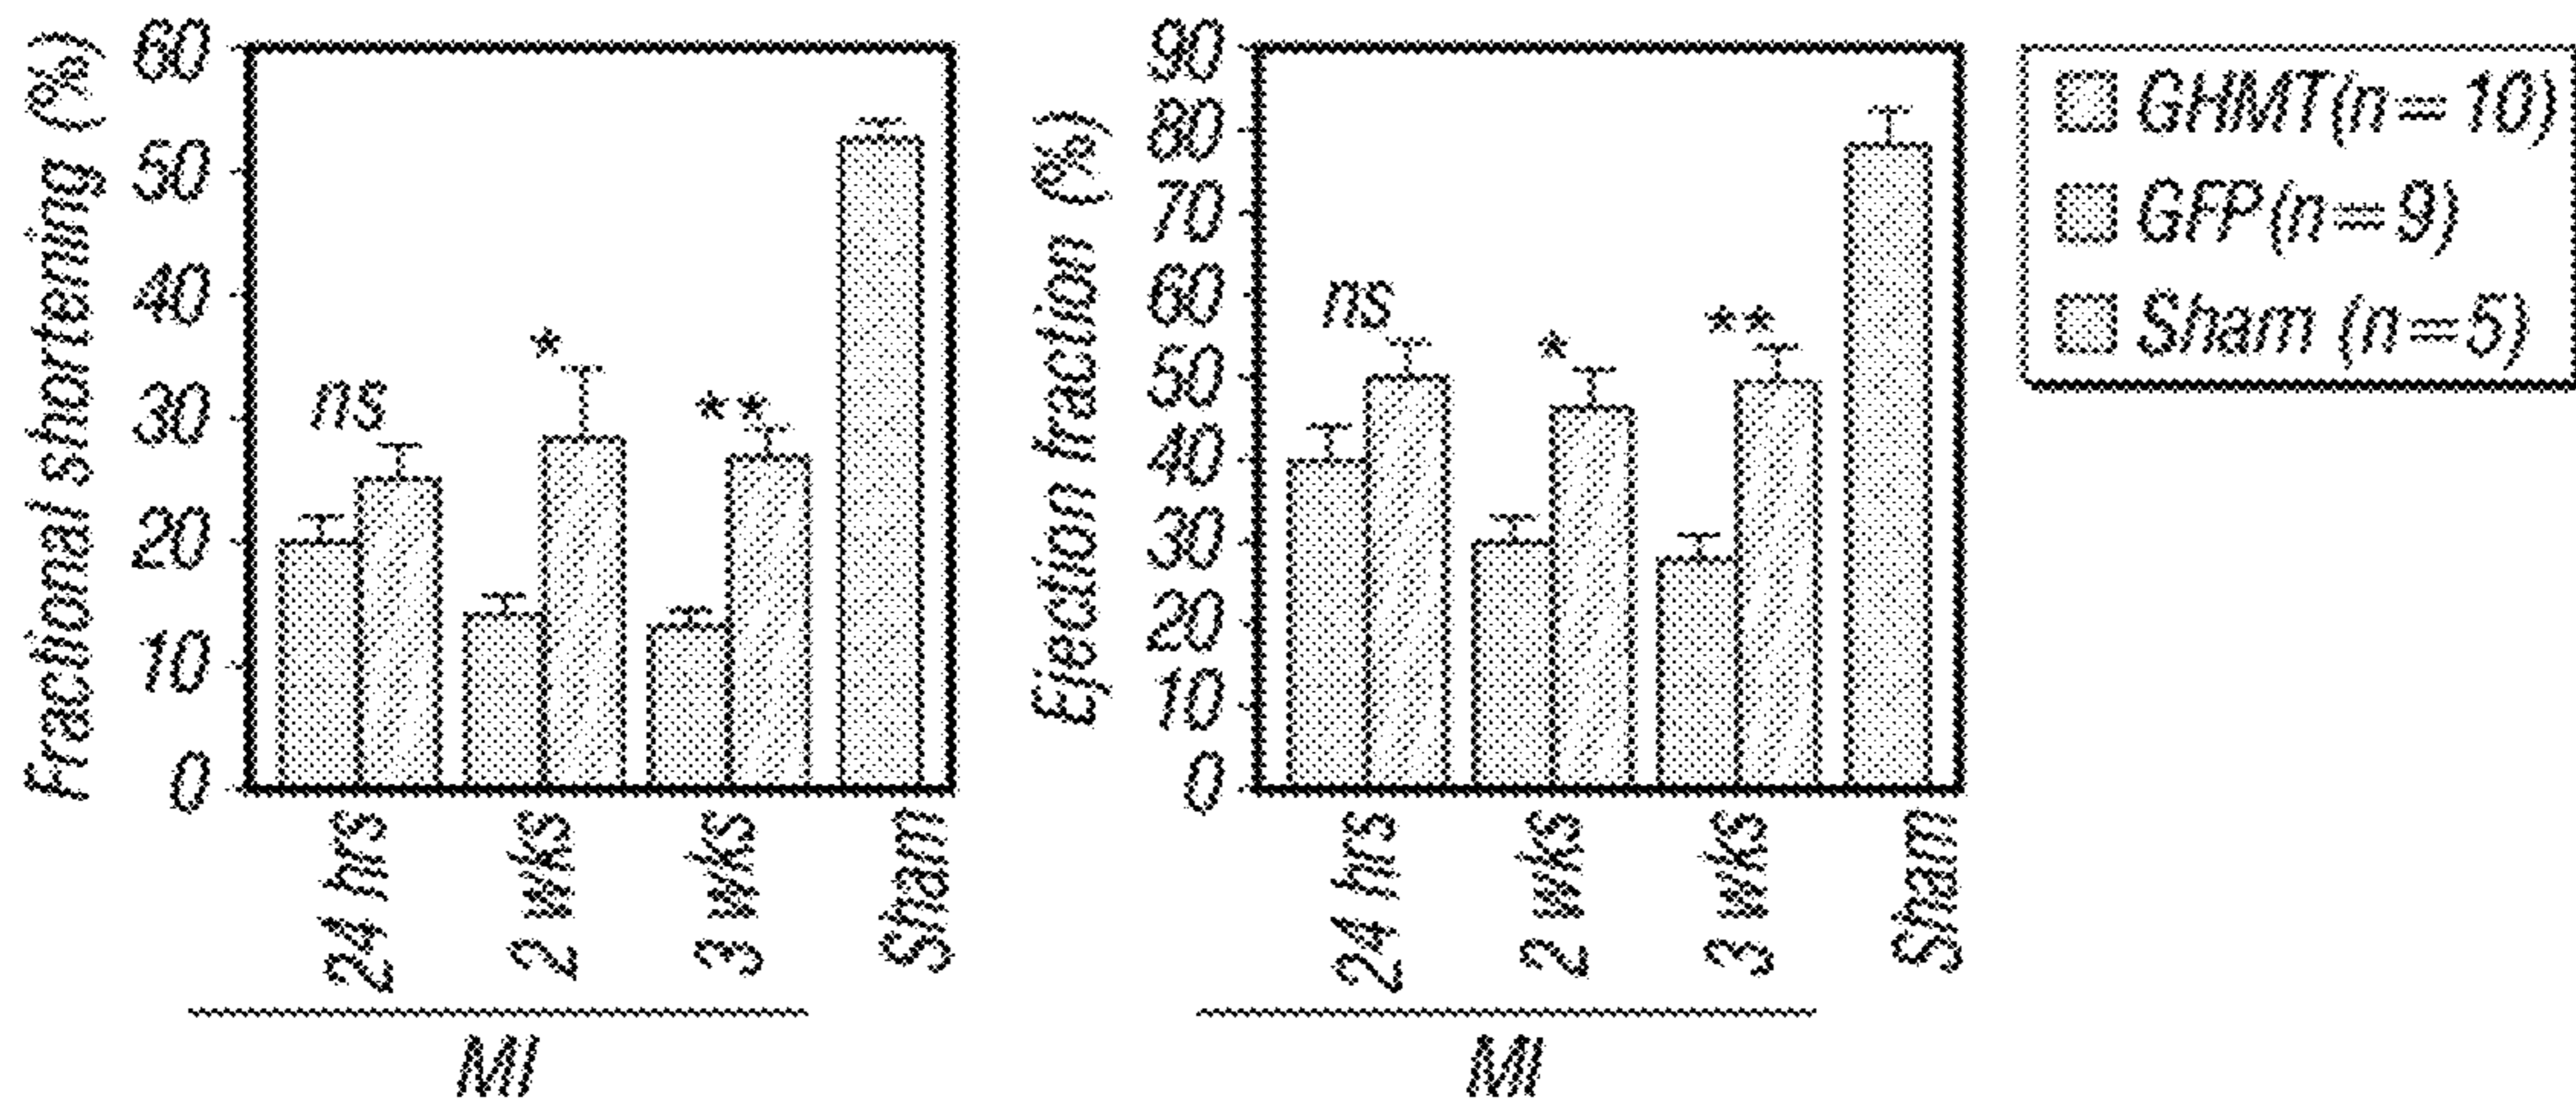 Fractional shortening (%)
60
50
40
30
20
10
0
ns
*
**
24 hrs
2 wks
3 wks
Sham
MI
Ejection fraction (%)
90
80
70
60
50
40
30
20
10
0
ns
*
**
24 hrs
2 wks
3 wks
Sham
MI
GHMT(n=10)
GFP(n=9)
Sham (n=5)